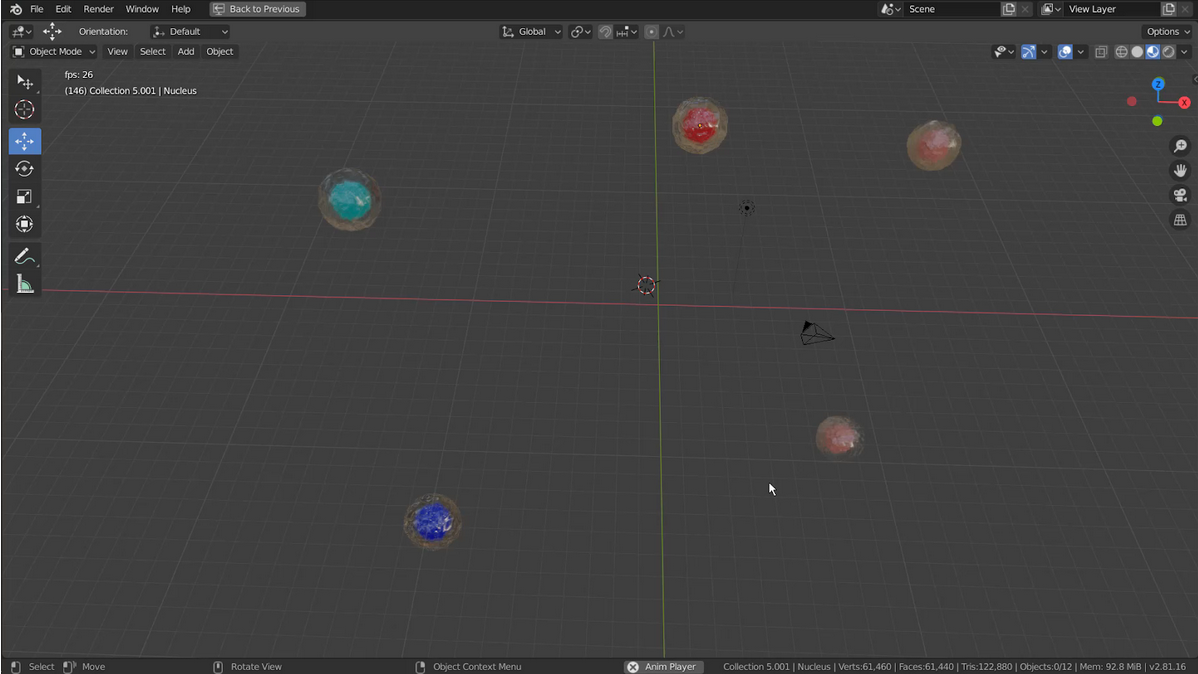 File Edit Render Window Help Back to Previous Scene View Layer
Orientation: Default Global Options
Object Mode View Select Add Object
fps: 26
(146) Collection 5.001 | Nucleus
Z
X
Select Move Rotate View Object Context Menu Anim Player Collection 5.001 | Nucleus | Verts:61,460 | Faces:61,440 | Tris:122,880 | Objects:0/12 | Mem: 92.8 MiB | v2.81.16